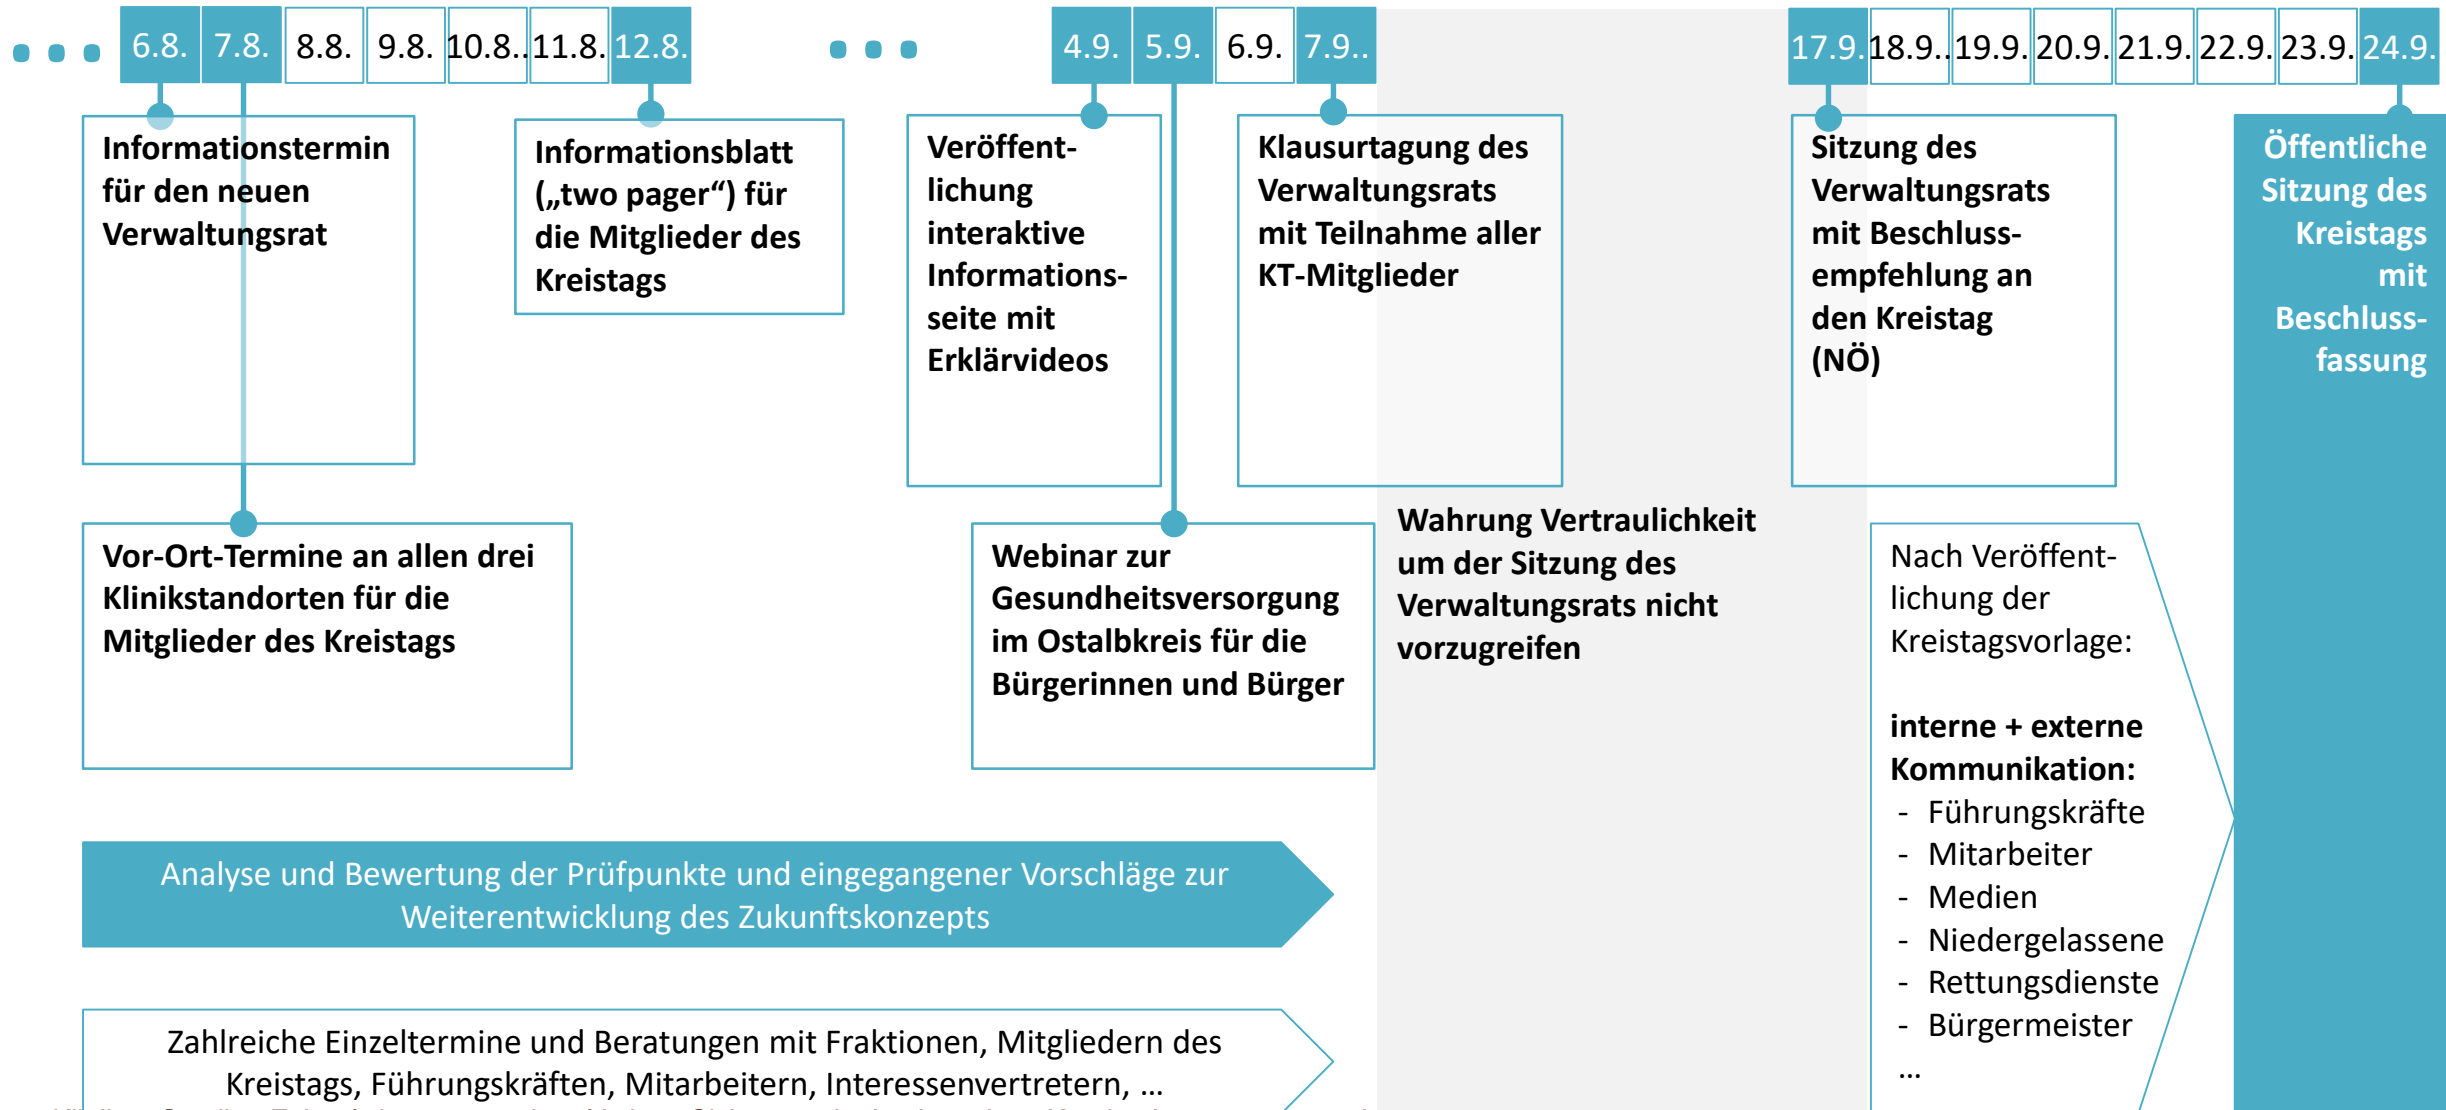 6.8. 7.8. 8.8. 9.8. 10.8.. 11.8. 12.8. 4.9. 5.9. 6.9. 7.9.. 17.9. 18.9.. 19.9. 20.9. 21.9. 22.9. 23.9. 24.9.
Informationstermin
für den neuen
Verwaltungsrat
Informationsblatt
(„two pager“) für
die Mitglieder des
Kreistags
Veröffent-
lichung
interaktive
Informations-
seite mit
Erklärvideos
Klausurtagung des
Verwaltungsrats
mit Teilnahme aller
KT-Mitglieder
Sitzung des
Verwaltungsrats
mit Beschluss-
empfehlung an
den Kreistag
(NÖ)
Öffentliche
Sitzung des
Kreistags
mit
Beschluss-
fassung
Vor-Ort-Termine an allen drei
Klinikstandorten für die
Mitglieder des Kreistags
Webinar zur
Gesundheitsversorgung
im Ostalbkreis für die
Bürgerinnen und Bürger
Wahrung Vertraulichkeit
um der Sitzung des
Verwaltungsrats nicht
vorzugreifen
Nach Veröffent-
lichung der
Kreistagsvorlage:
interne + externe
Kommunikation:
- Führungskräfte
- Mitarbeiter
- Medien
- Niedergelassene
- Rettungsdienste
- Bürgermeister
...
Analyse und Bewertung der Prüfpunkte und eingegangener Vorschläge zur
Weiterentwicklung des Zukunftskonzepts
Zahlreiche Einzeltermine und Beratungen mit Fraktionen, Mitgliedern des
Kreistags, Führungskräften, Mitarbeitern, Interessenvertretern, ...